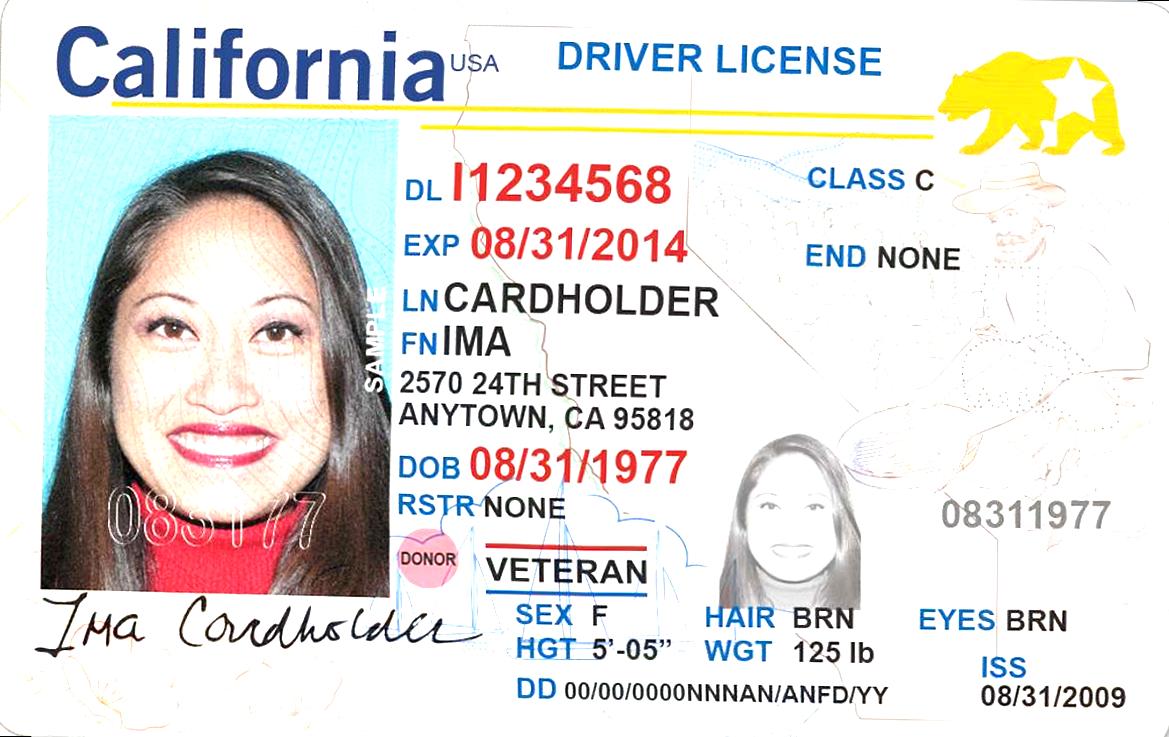 California USA DRIVER LICENSE
DL I1234568
CLASS C
EXP 08/31/2014
END NONE
LN CARDHOLDER
FN IMA
2570 24TH STREET
ANYTOWN, CA 95818
DOB 08/31/1977
RSTR NONE
08311977
DONOR
VETERAN
SAMPLE
083177
Ima Cardholder
SEX F HAIR BRN EYES BRN
HGT 5'-05" WGT 125 lb
ISS
DD 00/00/0000NNNAN/ANFD/YY 08/31/2009